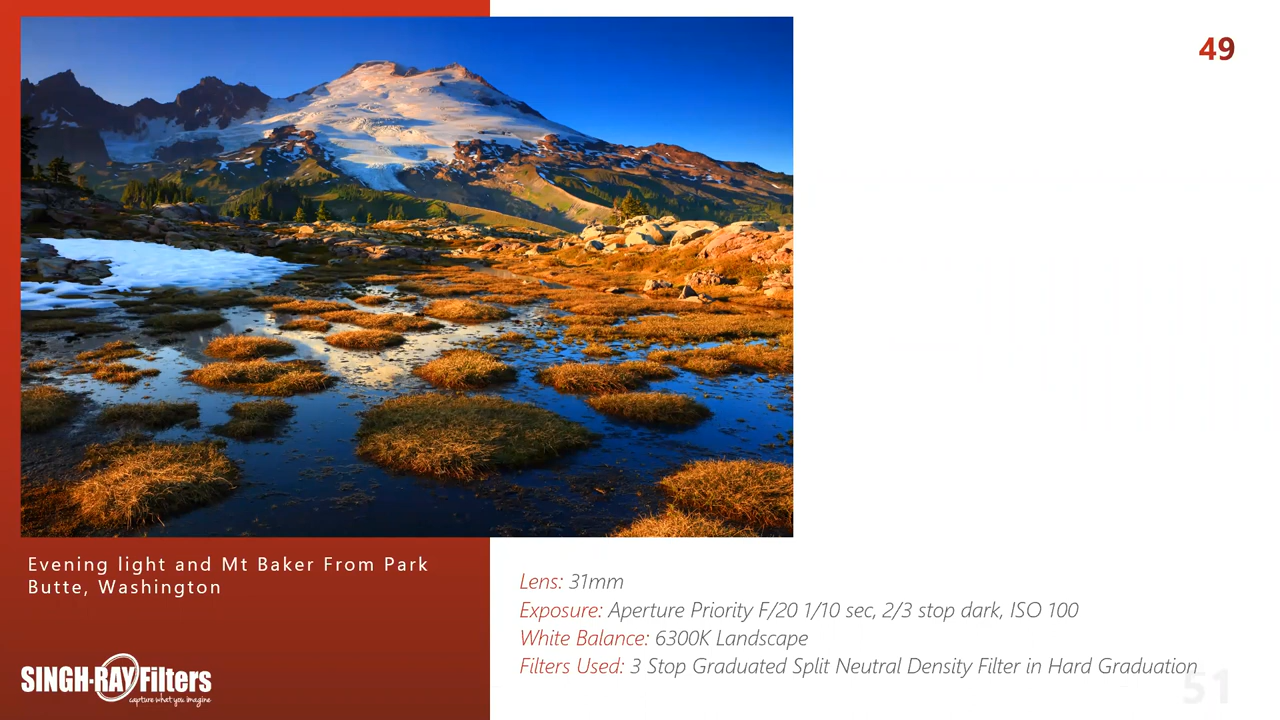 49
Evening light and Mt Baker From Park
Butte, Washington
Lens: 31mm
Exposure: Aperture Priority F/20 1/10 sec, 2/3 stop dark, ISO 100
White Balance: 6300K Landscape
Filters Used: 3 Stop Graduated Split Neutral Density Filter in Hard Graduation
SINGH-RAY Filters
capture what you imagine
51